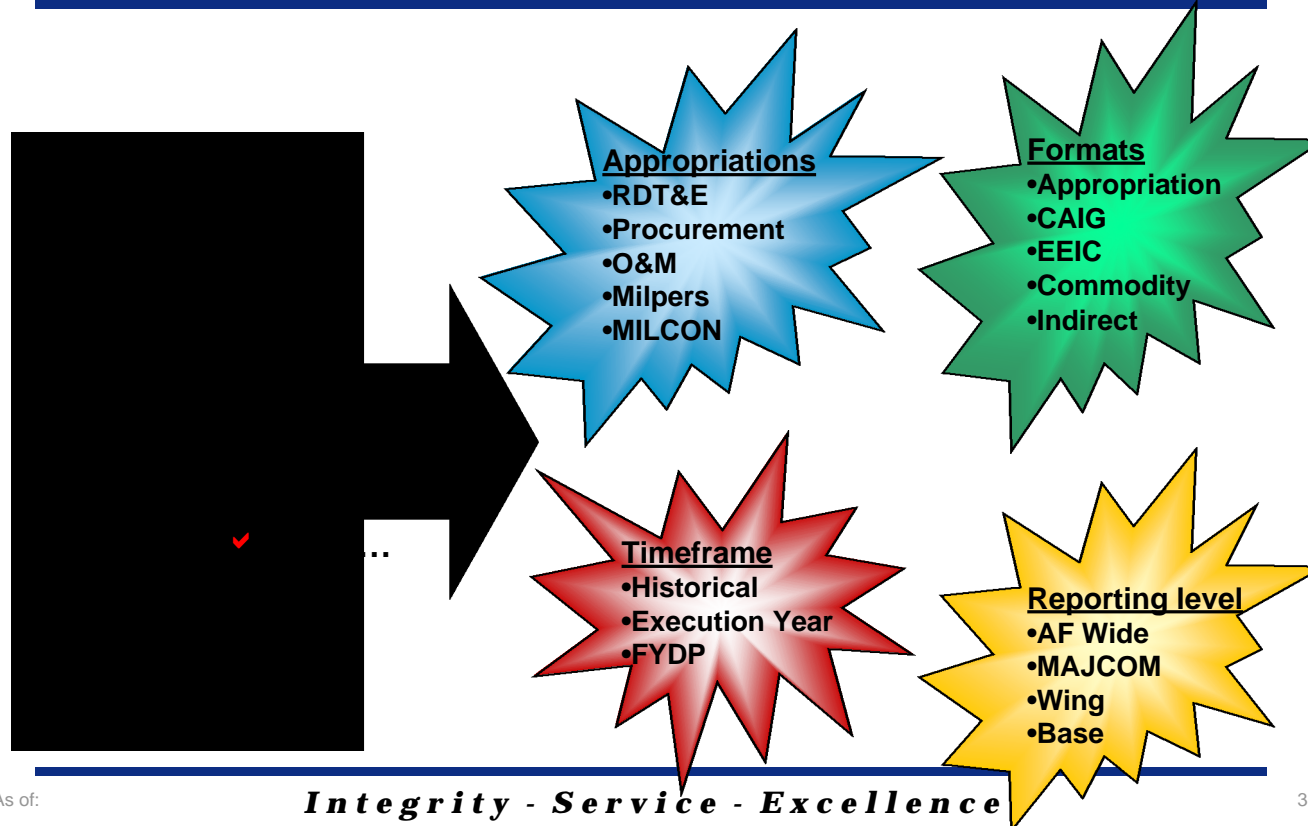 Appropriations
•RDT&E
•Procurement
•O&M
•Milpers
•MILCON
Formats
•Appropriation
•CAIG
•EEIC
•Commodity
•Indirect
…
Timeframe
•Historical
•Execution Year
•FYDP
Reporting level
•AF Wide
•MAJCOM
•Wing
•Base
As of:
Integrity - Service - Excellence
3